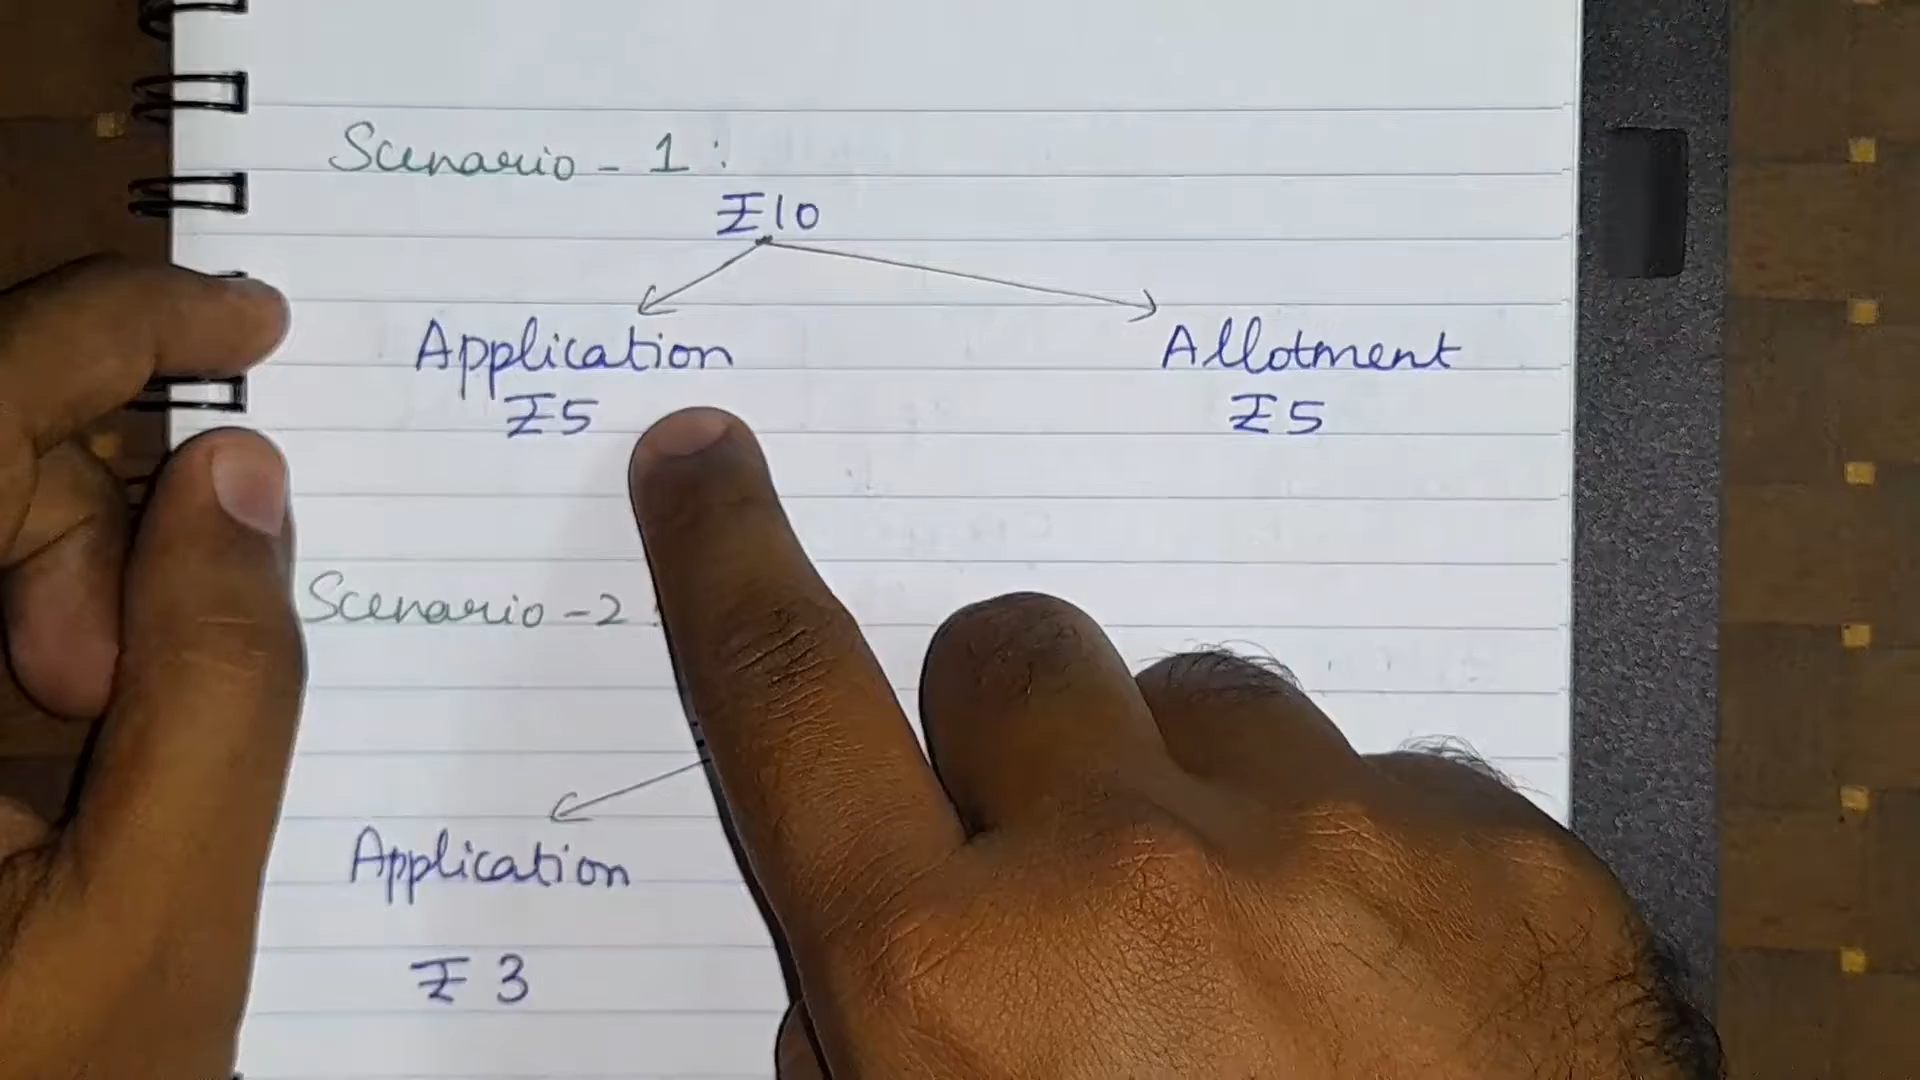 Scenario - 1 :
₹10
Application Allotment
₹5 ₹5
Scenario -2 :
Application
₹ 3